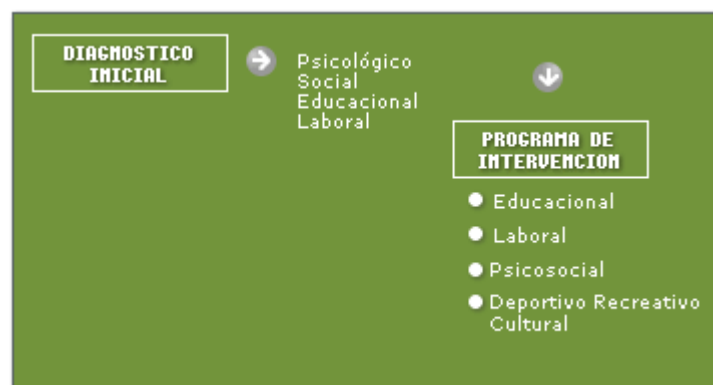 DIAGNOSTICO
INICIAL
Psicológico
Social
Educacional
Laboral
PROGRAMA DE
INTERVENCION
Educacional
Laboral
Psicosocial
Deportivo Recreativo
Cultural